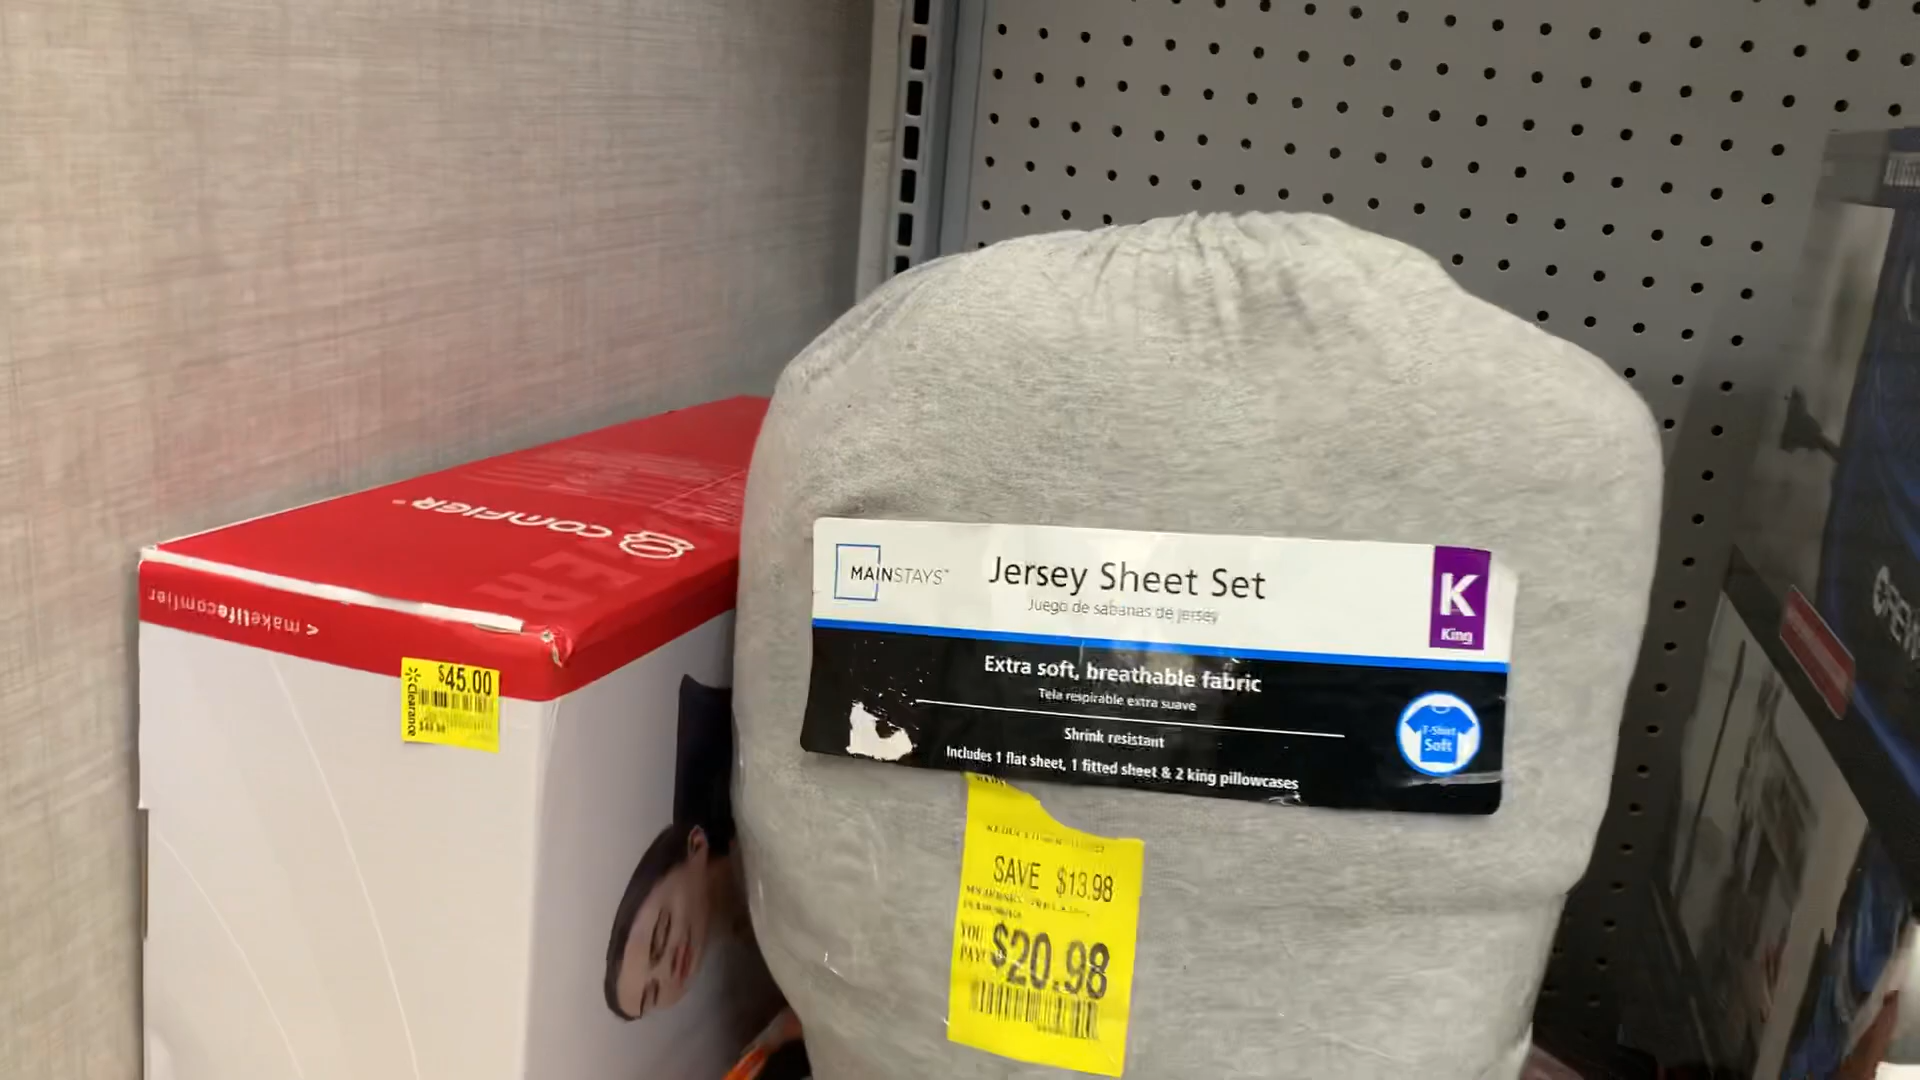 COMFIER
< makelifecomfier
$45.00
Clearance
MAINSTAYS™
Jersey Sheet Set
Juego de sábanas de jersey
K
King
Extra soft, breathable fabric
Tela respirable extra suave
Shrink resistant
Includes 1 flat sheet, 1 fitted sheet & 2 king pillowcases
T-Shirt
Soft
SAVE $13.98
YOU
PAY! $20.98